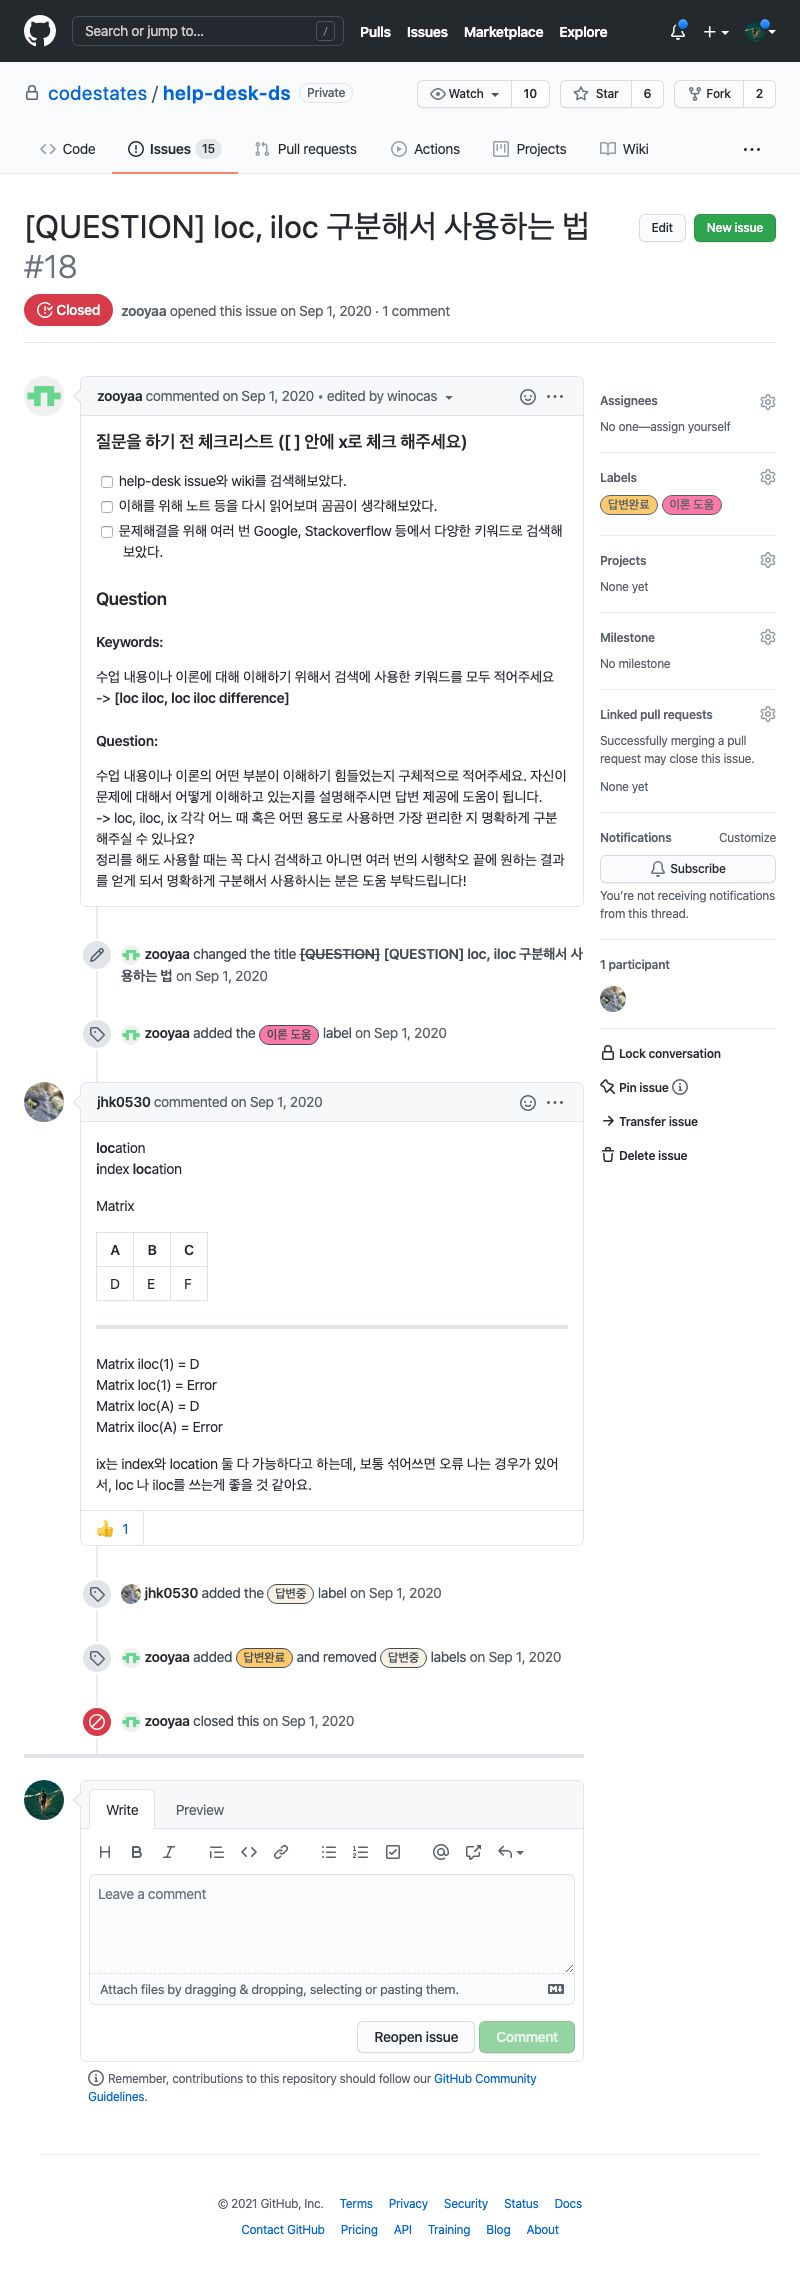 Search or jump to... /
Pulls Issues Marketplace Explore
codestates / help-desk-ds Private
Watch 10 Star 6 Fork 2
Code Issues 15 Pull requests Actions Projects Wiki ...
[QUESTION] loc, iloc 구분해서 사용하는 법
#18
Edit New issue
Closed zooyaa opened this issue on Sep 1, 2020 · 1 comment
zooyaa commented on Sep 1, 2020 • edited by winocas
질문을 하기 전 체크리스트 ([ ] 안에 x로 체크 해주세요)
help-desk issue와 wiki를 검색해보았다.
이해를 위해 노트 등을 다시 읽어보며 곰곰이 생각해보았다.
문제해결을 위해 여러 번 Google, Stackoverflow 등에서 다양한 키워드로 검색해
보았다.
Question
Keywords:
수업 내용이나 이론에 대해 이해하기 위해서 검색에 사용한 키워드를 모두 적어주세요
-> [loc iloc, loc iloc difference]
Question:
수업 내용이나 이론의 어떤 부분이 이해하기 힘들었는지 구체적으로 적어주세요. 자신이
문제에 대해서 어떻게 이해하고 있는지를 설명해주시면 답변 제공에 도움이 됩니다.
-> loc, iloc, ix 각각 어느 때 혹은 어떤 용도로 사용하면 가장 편리한 지 명확하게 구분
해주실 수 있나요?
정리를 해도 사용할 때는 꼭 다시 검색하고 아니면 여러 번의 시행착오 끝에 원하는 결과
를 얻게 되서 명확하게 구분해서 사용하시는 분은 도움 부탁드립니다!
zooyaa changed the title [QUESTION] [QUESTION] loc, iloc 구분해서 사
용하는 법 on Sep 1, 2020
zooyaa added the 이론 도움 label on Sep 1, 2020
jhk0530 commented on Sep 1, 2020
location
index location
Matrix
A B C
D E F
Matrix iloc(1) = D
Matrix loc(1) = Error
Matrix loc(A) = D
Matrix iloc(A) = Error
ix는 index와 location 둘 다 가능하다고 하는데, 보통 섞어쓰면 오류 나는 경우가 있어
서, loc 나 iloc를 쓰는게 좋을 것 같아요.
👍 1
jhk0530 added the 답변중 label on Sep 1, 2020
zooyaa added 답변완료 and removed 답변중 labels on Sep 1, 2020
zooyaa closed this on Sep 1, 2020
Write Preview
H B I
@
Leave a comment
Attach files by dragging & dropping, selecting or pasting them.
Reopen issue Comment
Remember, contributions to this repository should follow our GitHub Community
Guidelines.
Assignees
No one—assign yourself
Labels
답변완료 이론 도움
Projects
None yet
Milestone
No milestone
Linked pull requests
Successfully merging a pull
request may close this issue.
None yet
Notifications Customize
Subscribe
You're not receiving notifications
from this thread.
1 participant
Lock conversation
Pin issue
Transfer issue
Delete issue
© 2021 GitHub, Inc. Terms Privacy Security Status Docs
Contact GitHub Pricing API Training Blog About